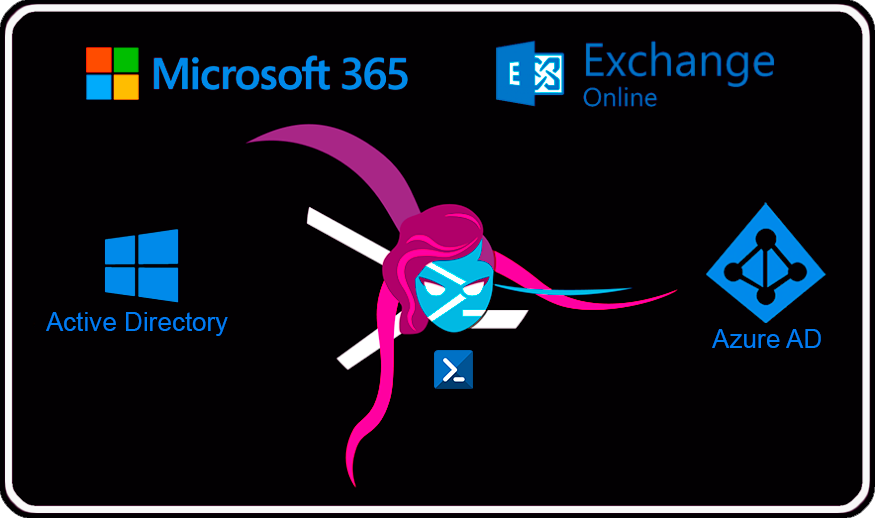 Microsoft 365
E
Exchange
Online
Active Directory
Azure AD